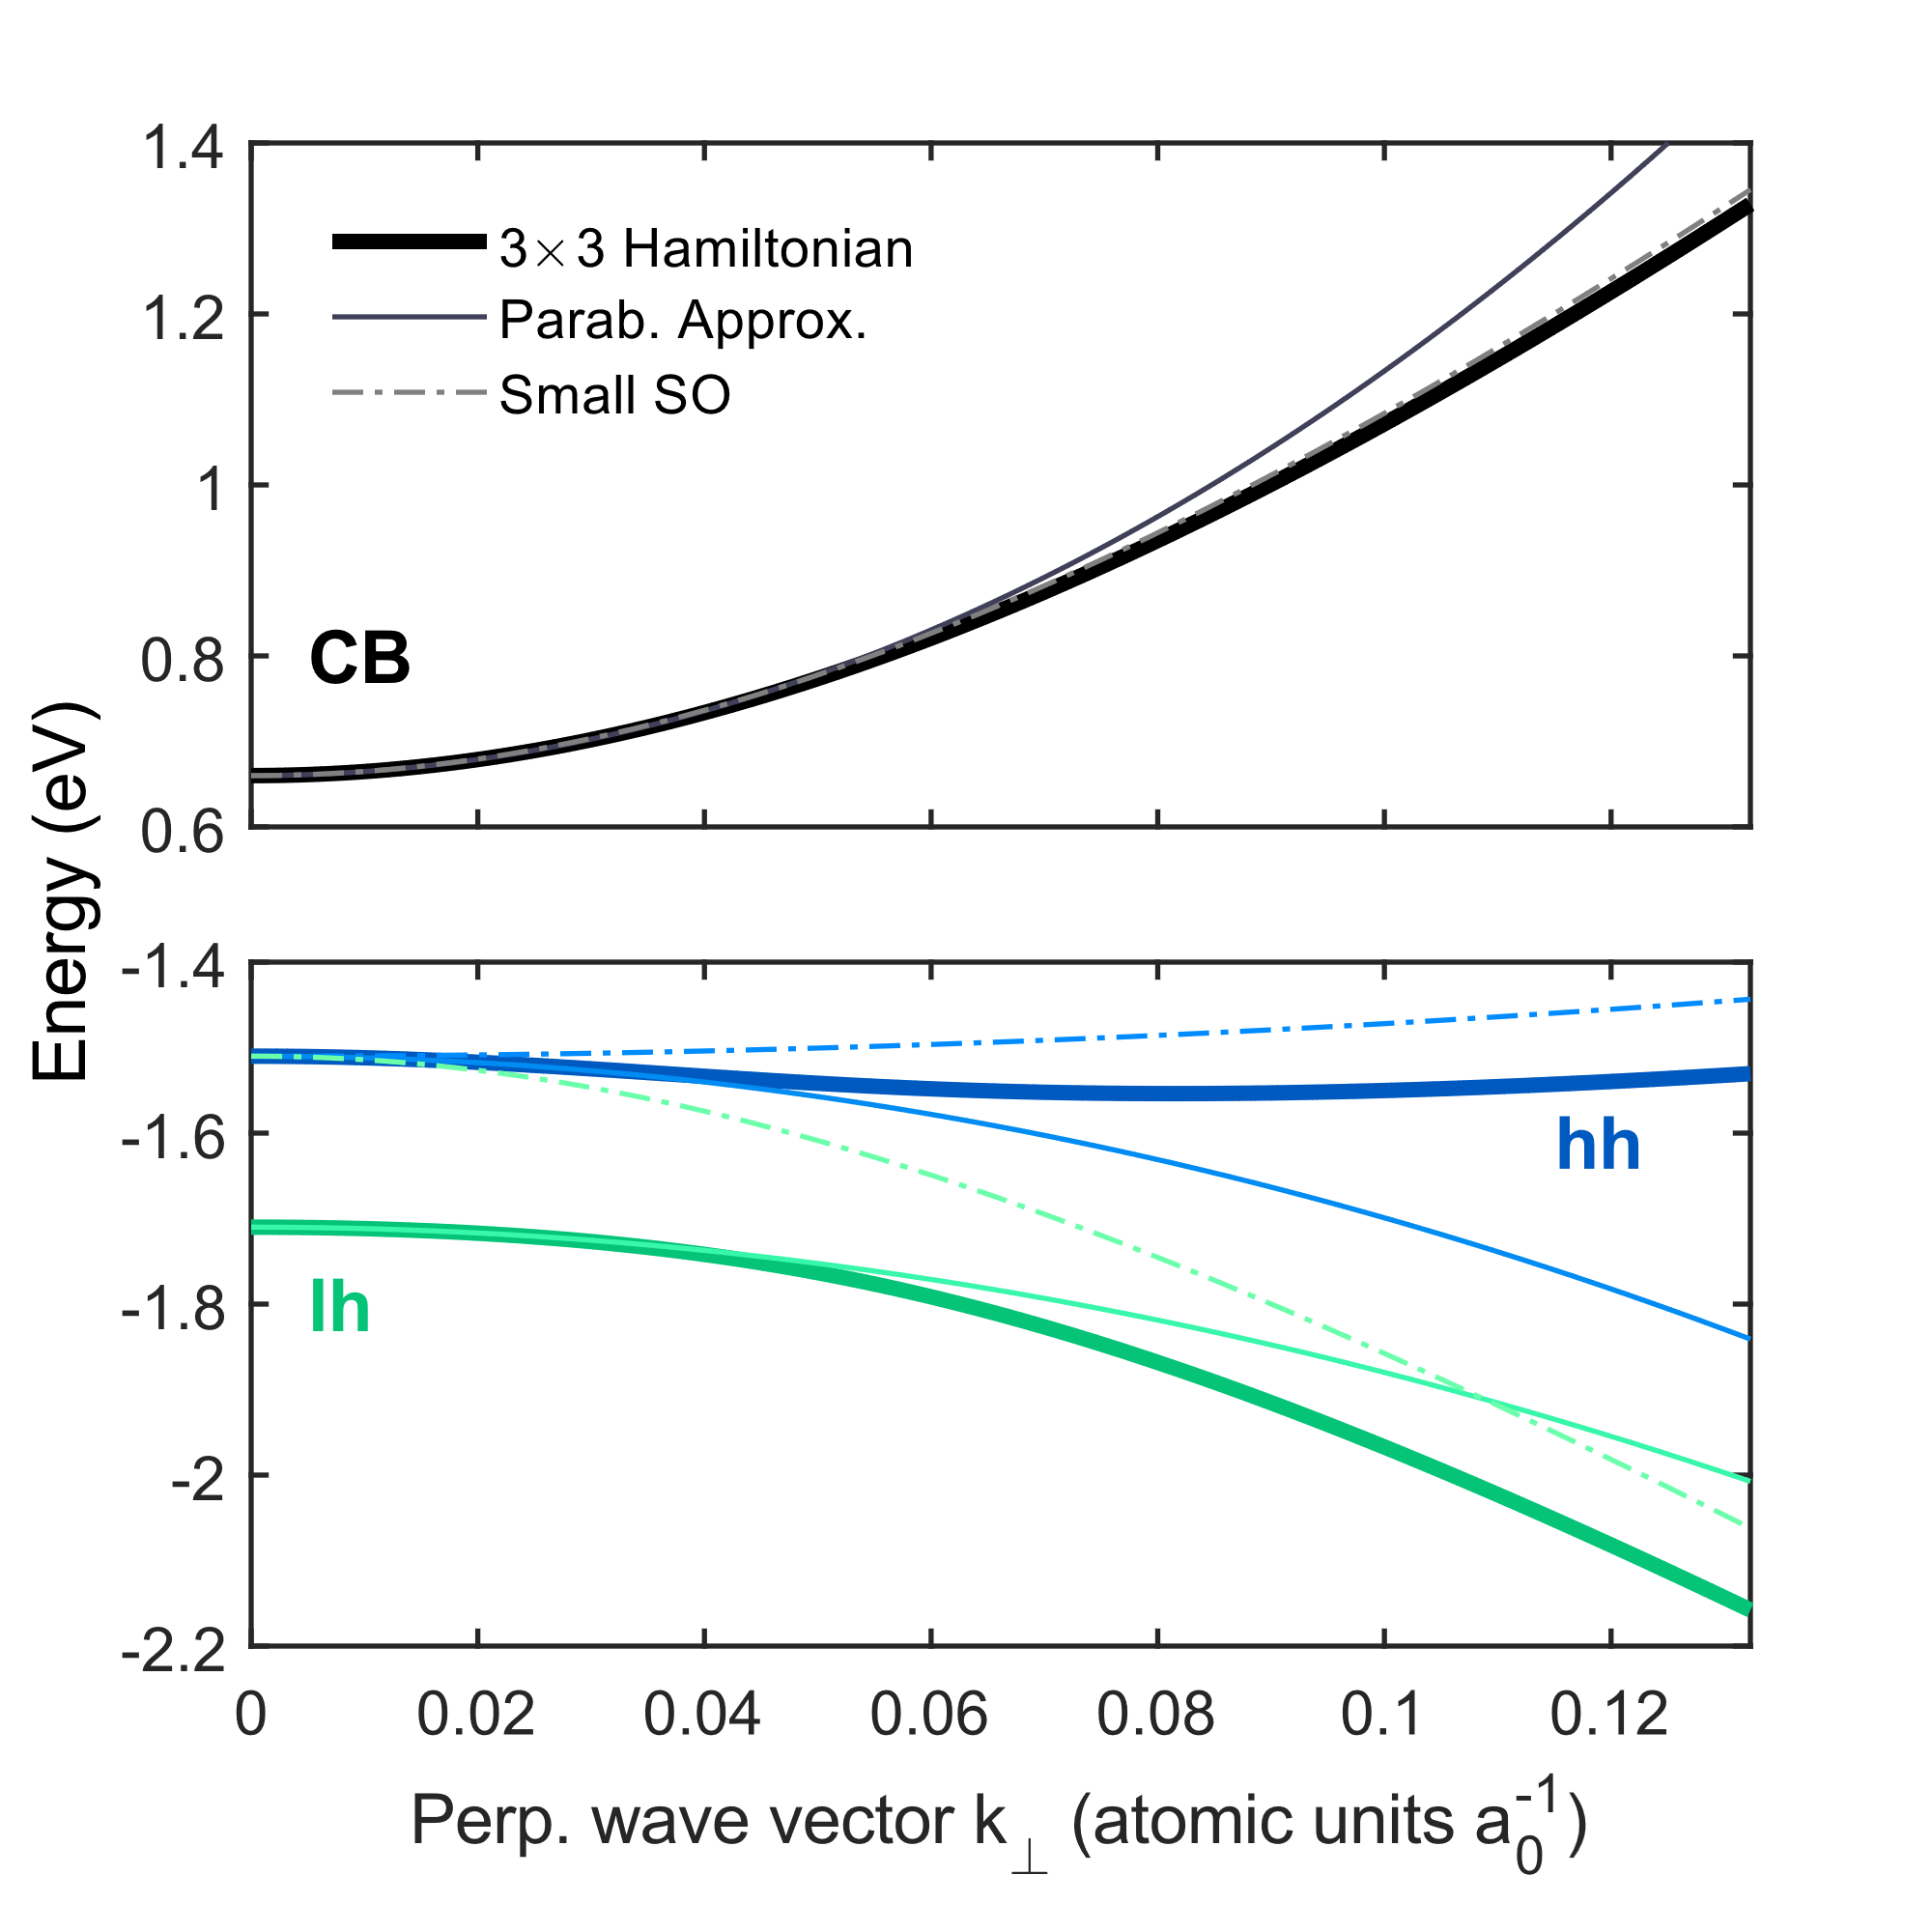 1.4
3×3 Hamiltonian
1.2
Parab. Approx.
Small SO
1
CB
0.8
0.6
Energy (eV)
-1.4
-1.6
hh
lh
-1.8
-2
-2.2
0 0.02 0.04 0.06 0.08 0.1 0.12
Perp. wave vector k⊥ (atomic units a₀⁻¹)